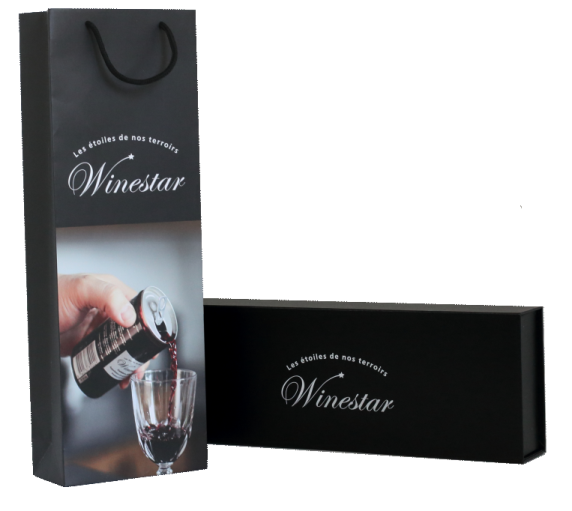 Les étoiles de nos terroirs
Winestar
Les étoiles de nos terroirs
Winestar